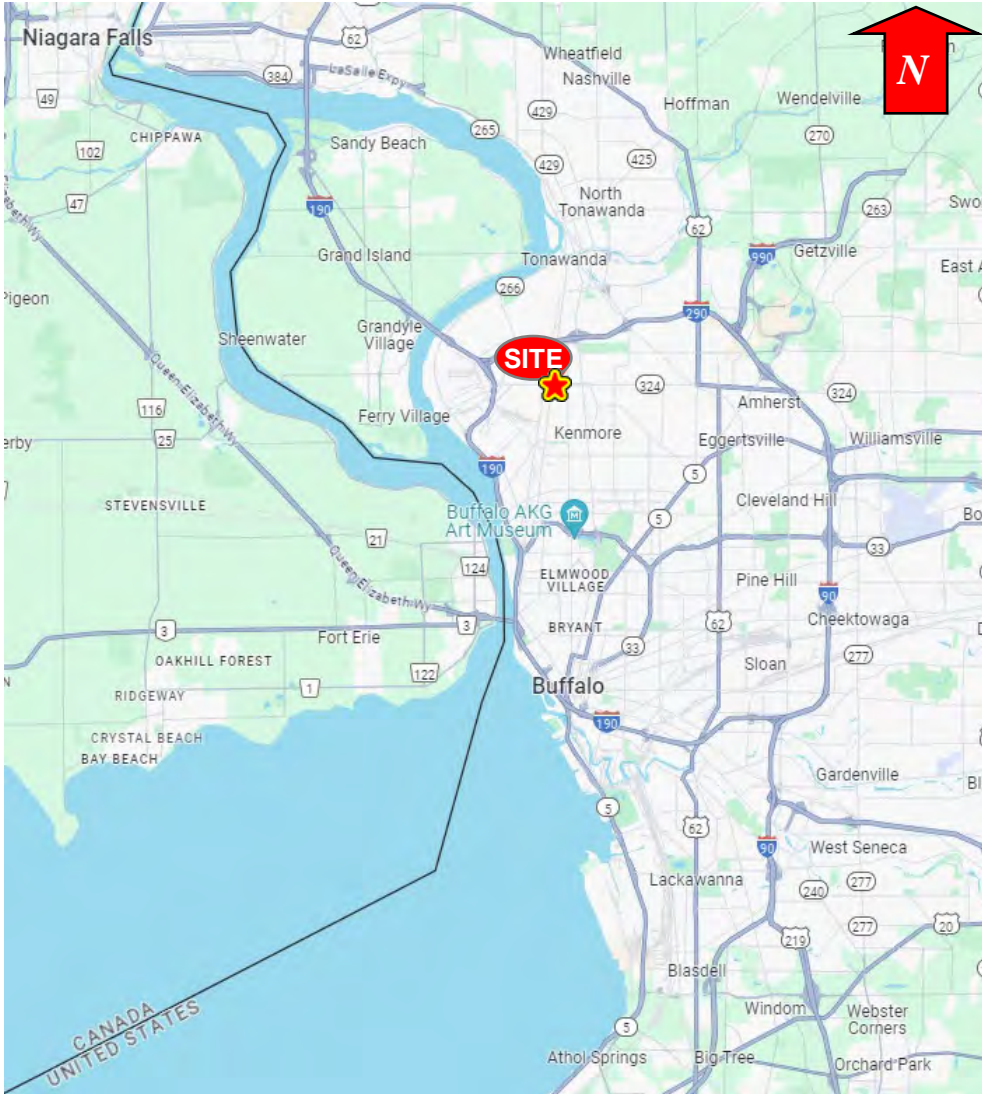 Niagara Falls
62
Wheatfield
N
384
LaSalle Expy
Nashville
49
Hoffman
Wendelville
CHIPPAWA
265
429
270
102
Sandy Beach
425
429
47
190
North
Tonawanda
263
62
Grand Island
Tonawanda
990
Getzville
266
East A
Pigeon
290
Sheenwater
Grandyle
Village
SITE
324
324
116
Queen Elizabeth Wy
Amherst
Ferry Village
Kenmore
Eggertsville
Williamsville
erby
25
190
5
STEVENSVILLE
Cleveland Hill
Buffalo AKG
Art Museum
5
Bo
21
33
Queen Elizabeth Wy
124
ELMWOOD
VILLAGE
Pine Hill
90
3
3
BRYANT
62
Cheektowaga
Fort Erie
33
OAKHILL FOREST
277
122
Sloan
1
Buffalo
RIDGEWAY
190
CRYSTAL BEACH
BAY BEACH
Gardenville
Bl
5
62
90
West Seneca
Lackawanna
240
277
277
20
219
Blasdell
Windom
Webster
Corners
CANADA
UNITED STATES
5
Athol Springs
Big Tree
Orchard Park